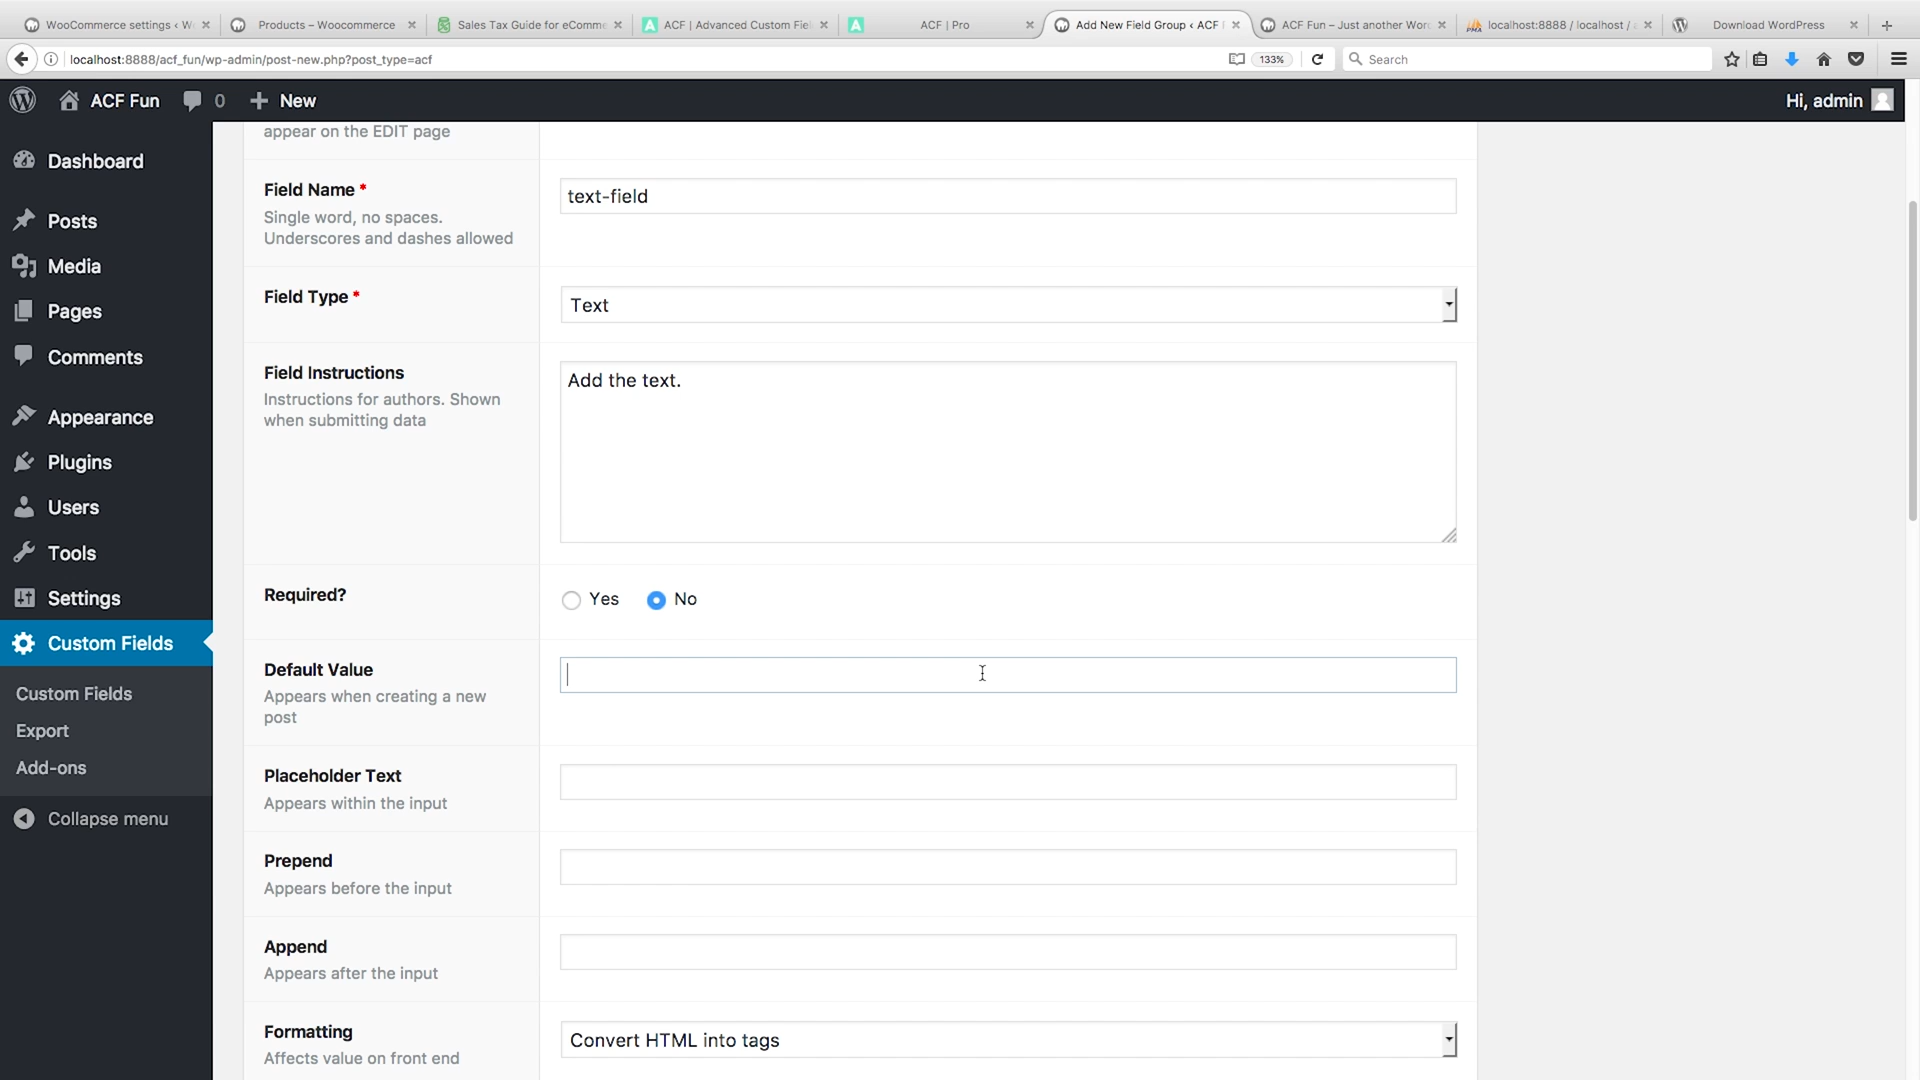 WooCommerce settings ‹ W
Products – Woocommerce
Sales Tax Guide for eComme
ACF | Advanced Custom Fiel
ACF | Pro
Add New Field Group ‹ ACF F
ACF Fun – Just another Wor
localhost:8888 / localhost /
Download WordPress
localhost:8888/acf_fun/wp-admin/post-new.php?post_type=acf
133%
Search
ACF Fun
0
New
Hi, admin
Dashboard
Posts
Media
Pages
Comments
Appearance
Plugins
Users
Tools
Settings
Custom Fields
Custom Fields
Export
Add-ons
Collapse menu
appear on the EDIT page
Field Name *
Single word, no spaces.
Underscores and dashes allowed
text-field
Field Type *
Text
Field Instructions
Instructions for authors. Shown
when submitting data
Add the text.
Required?
Yes
No
Default Value
Appears when creating a new
post
Placeholder Text
Appears within the input
Prepend
Appears before the input
Append
Appears after the input
Formatting
Affects value on front end
Convert HTML into tags